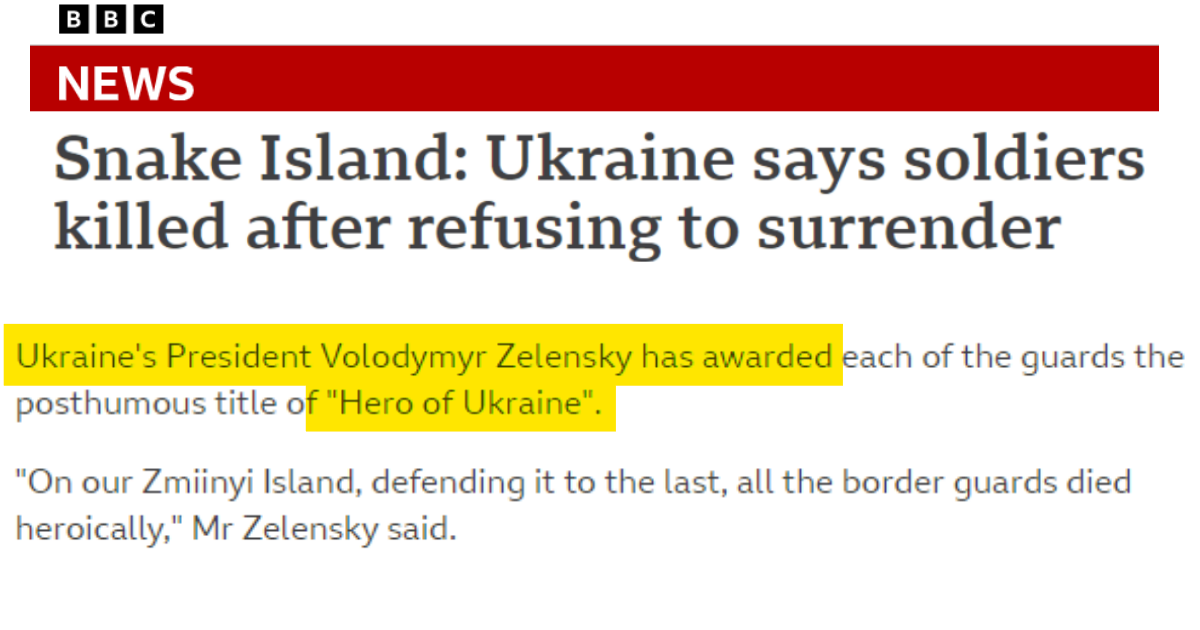 BBC
NEWS
Snake Island: Ukraine says soldiers
killed after refusing to surrender
Ukraine's President Volodymyr Zelensky has awarded each of the guards the
posthumous title of "Hero of Ukraine".
"On our Zmiinyi Island, defending it to the last, all the border guards died
heroically," Mr Zelensky said.